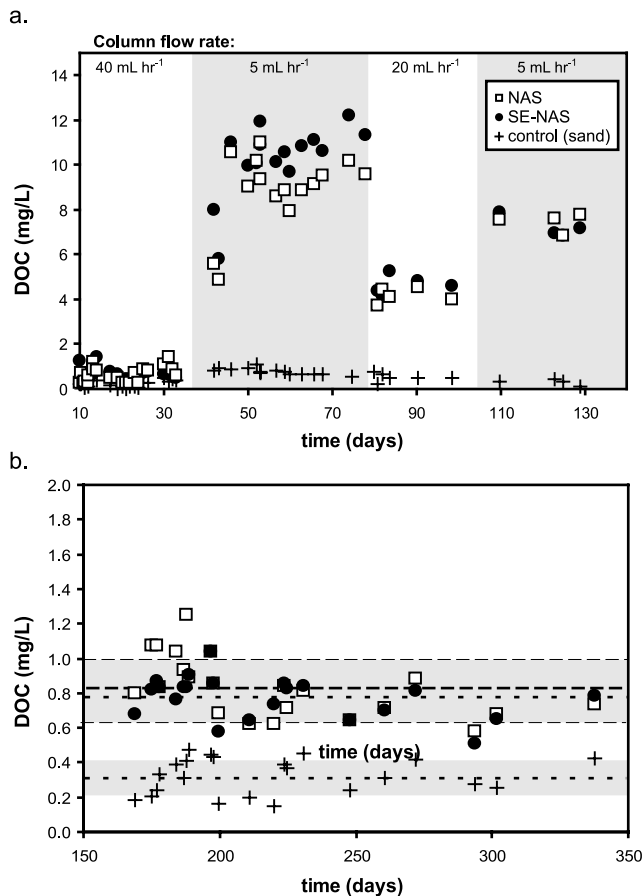 a.
Column flow rate:
40 mL hr⁻¹ 5 mL hr⁻¹ 20 mL hr⁻¹ 5 mL hr⁻¹
NAS
SE-NAS
control (sand)
DOC (mg/L)
14
12
10
8
6
4
2
0
10 30 50 70 90 110 130
time (days)
b.
DOC (mg/L)
2.0
1.8
1.6
1.4
1.2
1.0
0.8
0.6
0.4
0.2
0.0
time (days)
150 200 250 300 350
time (days)